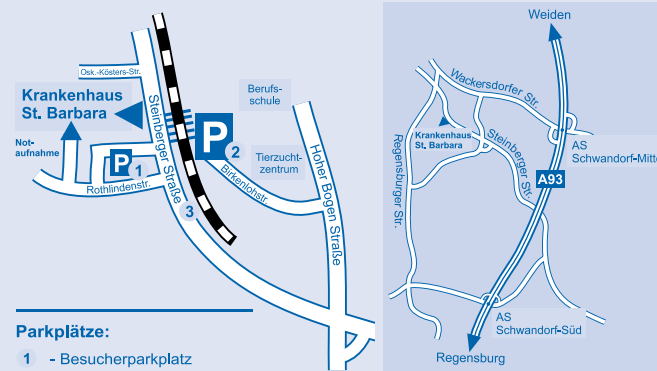 Osk.-Kösters-Str.
Krankenhaus
St. Barbara
Not-
aufnahme
P
1
Rothlindenstr.
Steinberger Straße
P
2
3
Birkenlohstr.
Berufs-
schule
Tierzucht-
zentrum
Hoher Bogen Straße
Parkplätze:
1 - Besucherparkplatz
Weiden
Wackersdorfer Str.
Krankenhaus
St. Barbara
Steinberger Str.
Regensburger Str.
AS
Schwandorf-Mitte
A93
AS
Schwandorf-Süd
Regensburg